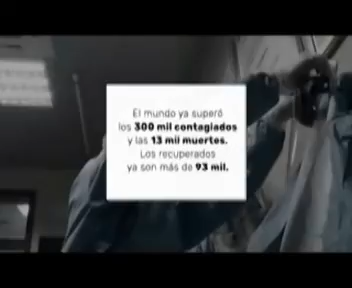 El mundo ya superó
los 300 mil contagiados
y las 13 mil muertes.
Los recuperados
ya son más de 93 mil.